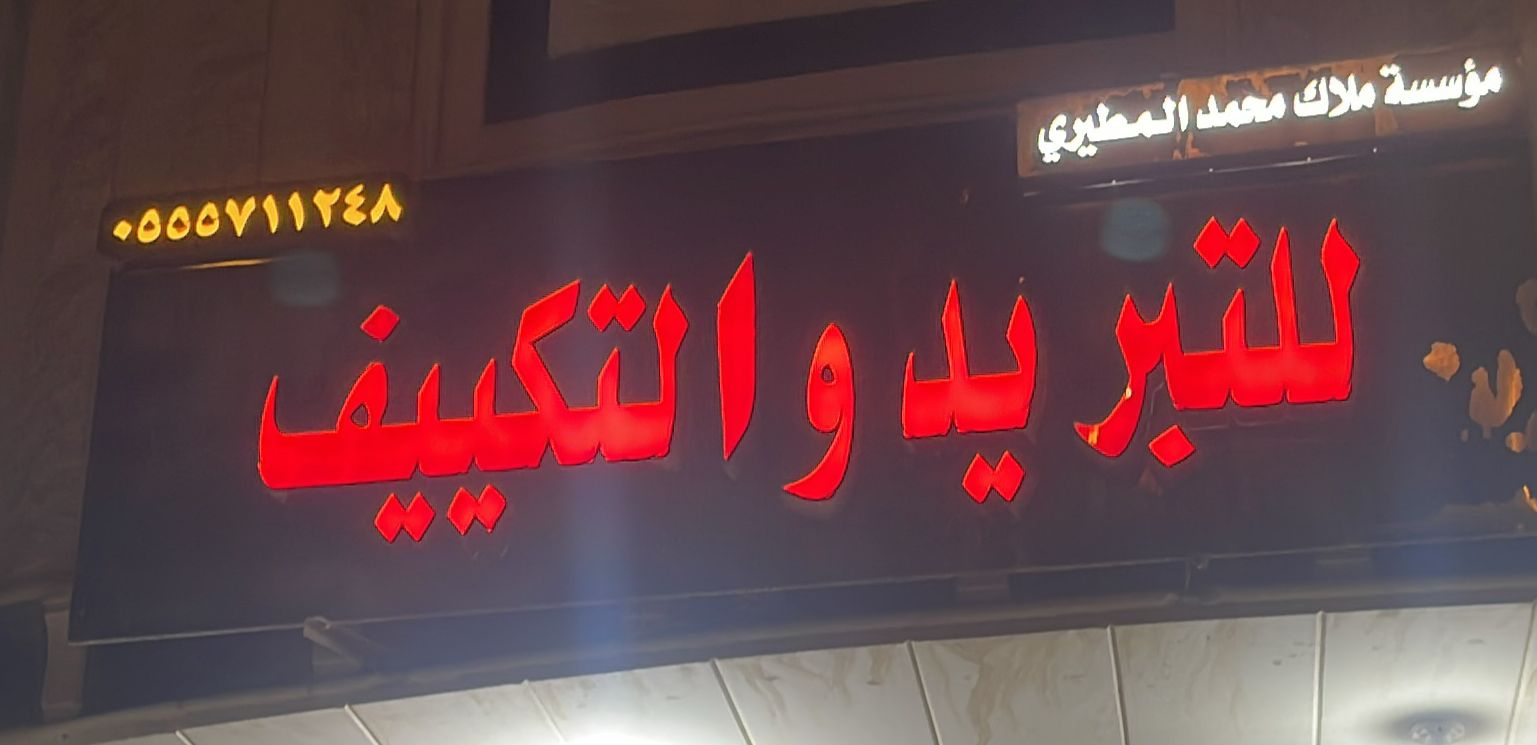 مؤسسة ملاك محمد المطيري
٠٥٥٥٧١١٢٤٨
للتبريد والتكييف